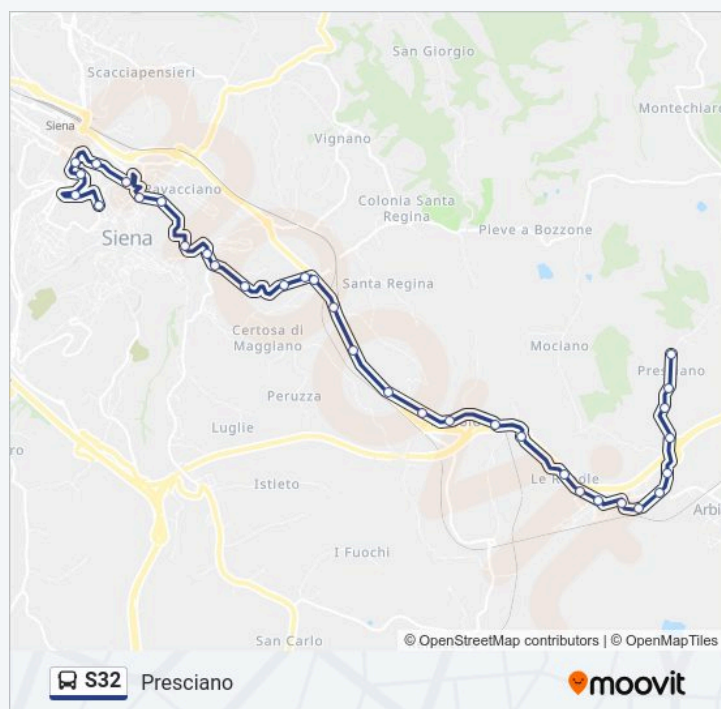 San Giorgio
Scacciapensieri
Montechiaro
Siena
Vignano
Ravacciano
Colonia Santa
Regina
Pieve a Bozzone
Siena
Santa Regina
Certosa di
Maggiano
Mociano
Presciano
Peruzza
Luglie
Istieto
Le Ropole
Arbi
I Fuochi
San Carlo
© OpenStreetMap contributors | © OpenMapTiles
S32 Presciano
moovit